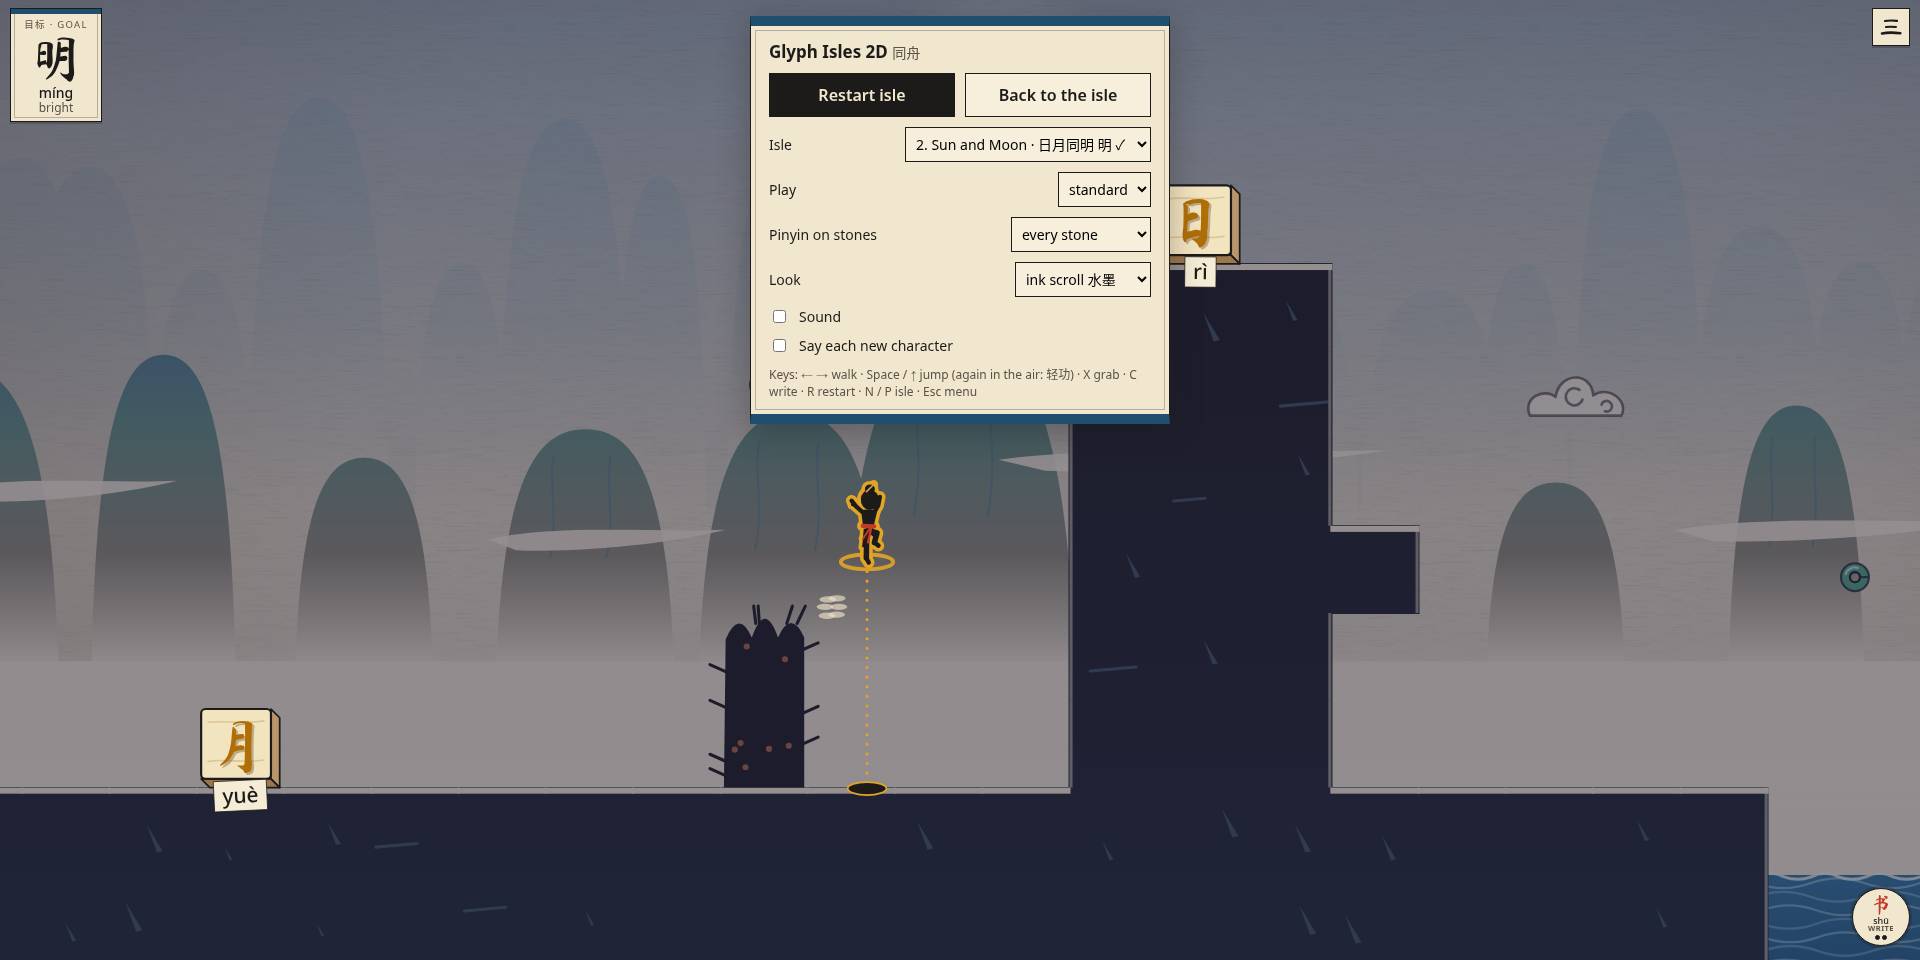 目标 · GOAL
明
míng
bright
三
Glyph Isles 2D 同舟
Restart isle
Back to the isle
Isle
2. Sun and Moon · 日月同明 明 ✓
Play
standard
Pinyin on stones
every stone
Look
ink scroll 水墨
Sound
Say each new character
Keys: ← → walk · Space / ↑ jump (again in the air: 轻功) · X grab · C
write · R restart · N / P isle · Esc menu
日
rì
月
yuè
书
shū
WRITE